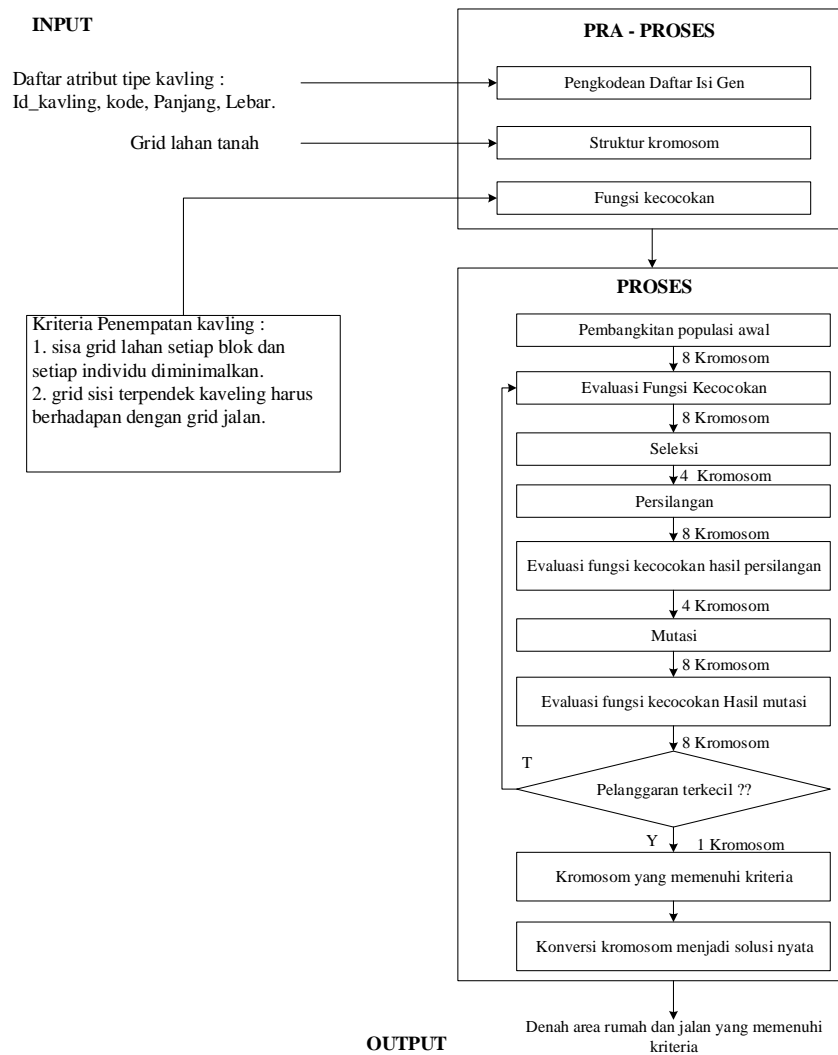 INPUT
PRA - PROSES
Daftar atribut tipe kavling :
Id_kavling, kode, Panjang, Lebar.
Pengkodean Daftar Isi Gen
Grid lahan tanah
Struktur kromosom
Fungsi kecocokan
Kriteria Penempatan kavling :
1. sisa grid lahan setiap blok dan
setiap individu diminimalkan.
2. grid sisi terpendek kaveling harus
berhadapan dengan grid jalan.
PROSES
Pembangkitan populasi awal
8 Kromosom
Evaluasi Fungsi Kecocokan
8 Kromosom
Seleksi
4 Kromosom
Persilangan
8 Kromosom
Evaluasi fungsi kecocokan hasil persilangan
4 Kromosom
Mutasi
8 Kromosom
Evaluasi fungsi kecocokan Hasil mutasi
8 Kromosom
T
Pelanggaran terkecil ??
Y
1 Kromosom
Kromosom yang memenuhi kriteria
Konversi kromosom menjadi solusi nyata
OUTPUT
Denah area rumah dan jalan yang memenuhi
kriteria